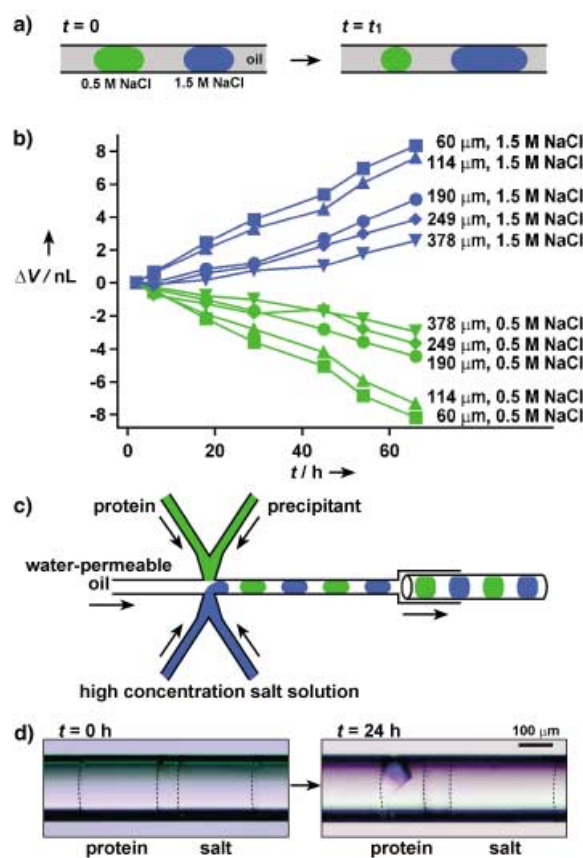 a) t = 0 t = t₁
oil
0.5 M NaCl 1.5 M NaCl
b)
8
6
4
2
0
-2
-4
-6
-8
ΔV / nL
60 μm, 1.5 M NaCl
114 μm, 1.5 M NaCl
190 μm, 1.5 M NaCl
249 μm, 1.5 M NaCl
378 μm, 1.5 M NaCl
378 μm, 0.5 M NaCl
249 μm, 0.5 M NaCl
190 μm, 0.5 M NaCl
114 μm, 0.5 M NaCl
60 μm, 0.5 M NaCl
0 20 40 60
t / h
c)
protein precipitant
water-permeable
oil
high concentration salt solution
d) t = 0 h t = 24 h 100 μm
protein salt protein salt